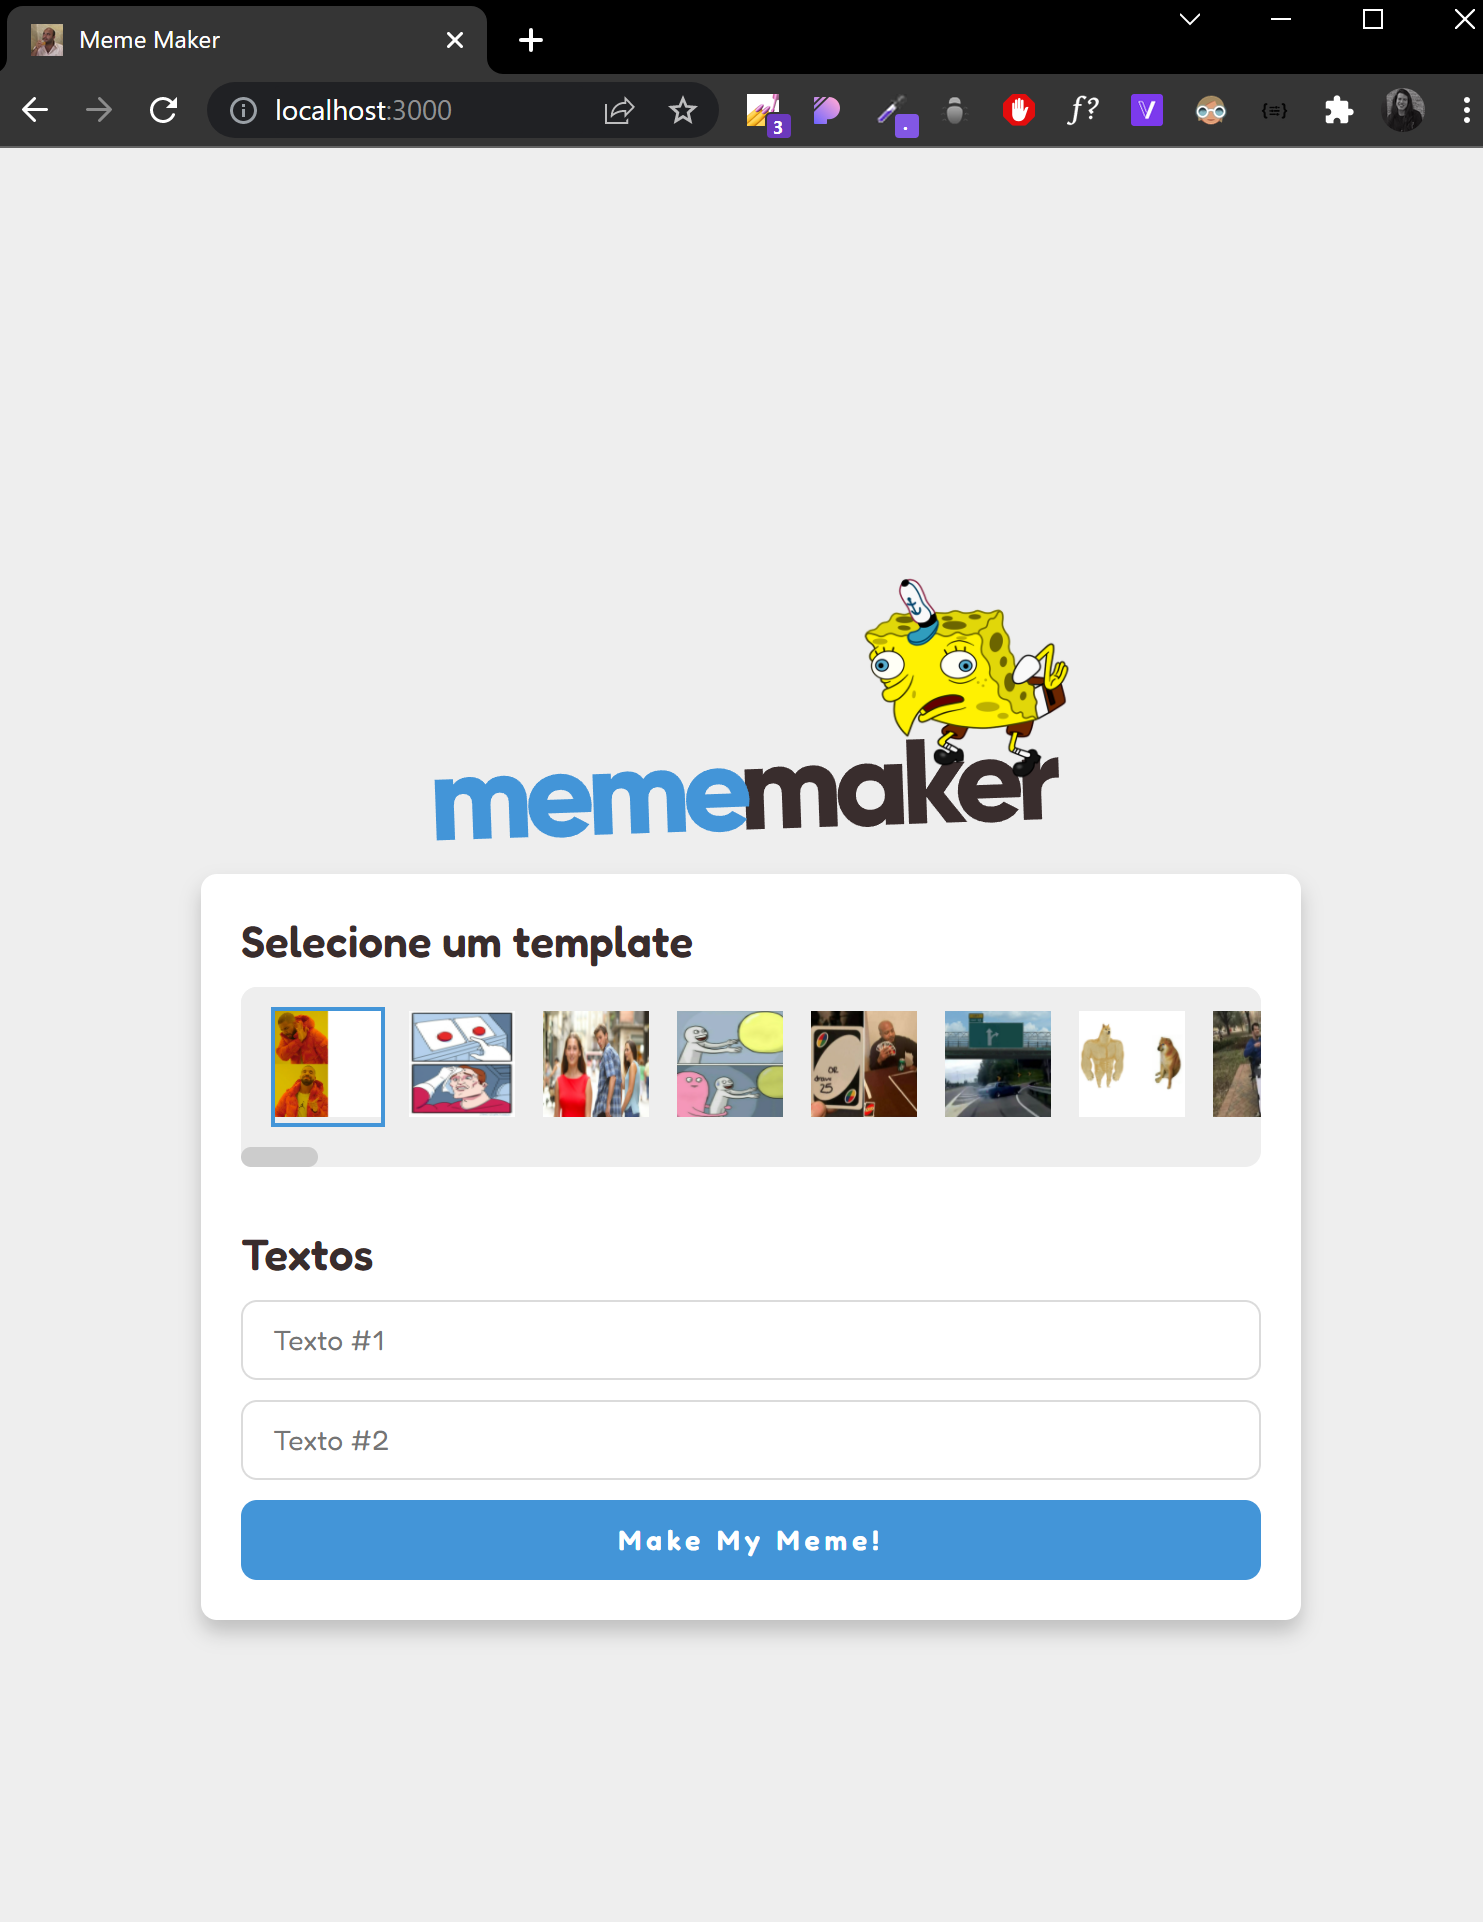 Meme Maker
localhost:3000
3
f?
V
{≡}
mememaker
Selecione um template
OR
draw
25
Textos
Texto #1
Texto #2
Make My Meme!